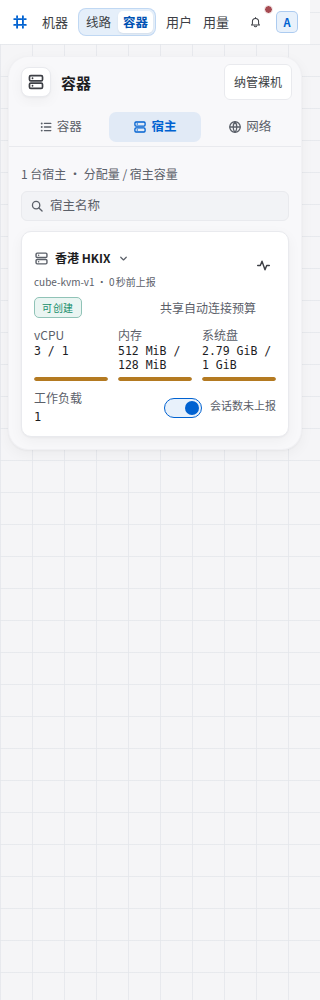 机器 线路 容器 用户 用量 A
容器 纳管裸机
容器 宿主 网络
1 台宿主 · 分配量 / 宿主容量
宿主名称
香港 HKIX
cube-kvm-v1 · 0 秒前上报
可创建 共享自动连接预算
vCPU 内存 系统盘
3 / 1 512 MiB / 2.79 GiB /
128 MiB 1 GiB
工作负载
1 会话数未上报